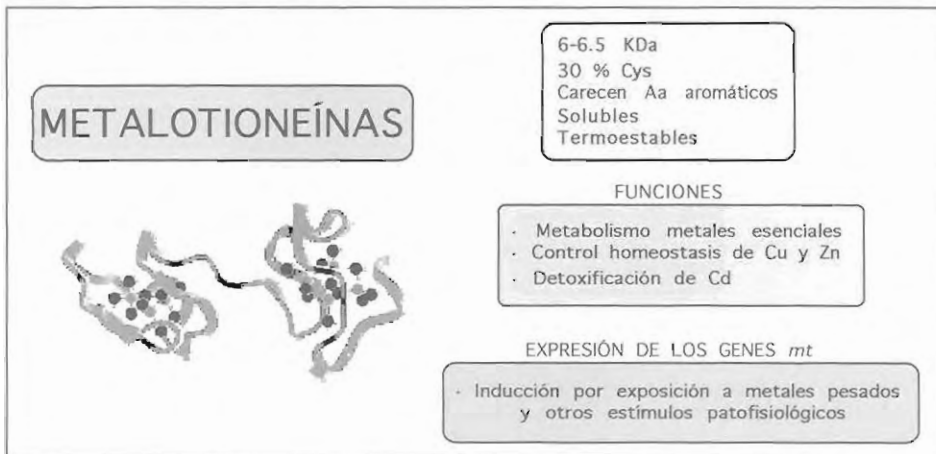 METALOTIONEÍNAS
6-6.5 KDa
30 % Cys
Carecen Aa aromáticos
Solubles
Termoestables
FUNCIONES
· Metabolismo metales esenciales
· Control homeostasis de Cu y Zn
· Detoxificación de Cd
EXPRESIÓN DE LOS GENES mt
· Inducción por exposición a metales pesados
y otros estímulos patofisiológicos